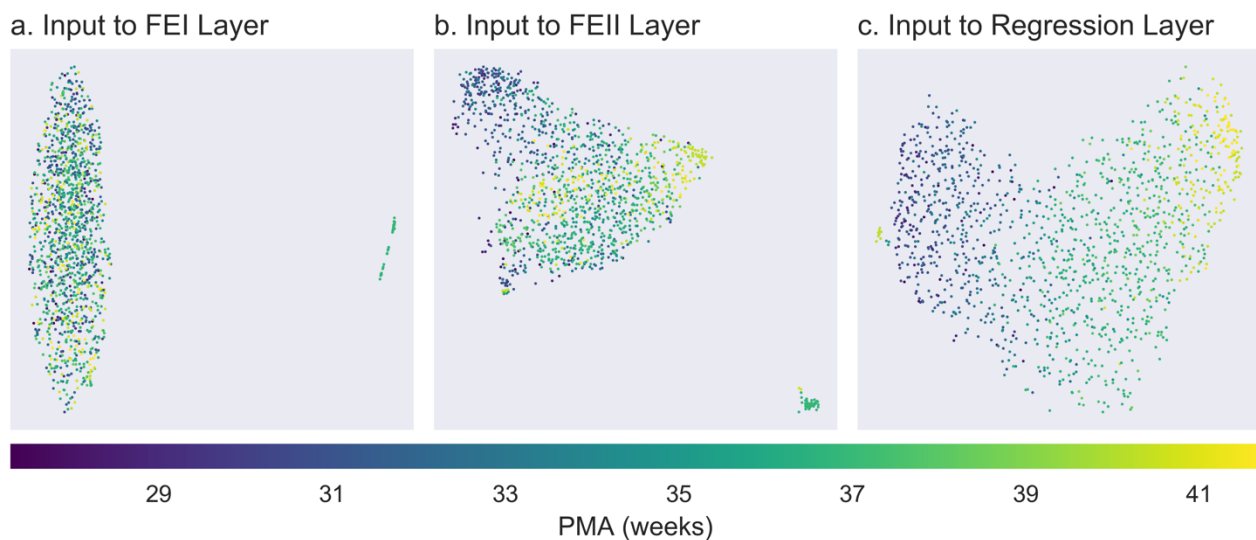 a. Input to FEI Layer
b. Input to FEII Layer
c. Input to Regression Layer
29 31 33 35 37 39 41
PMA (weeks)